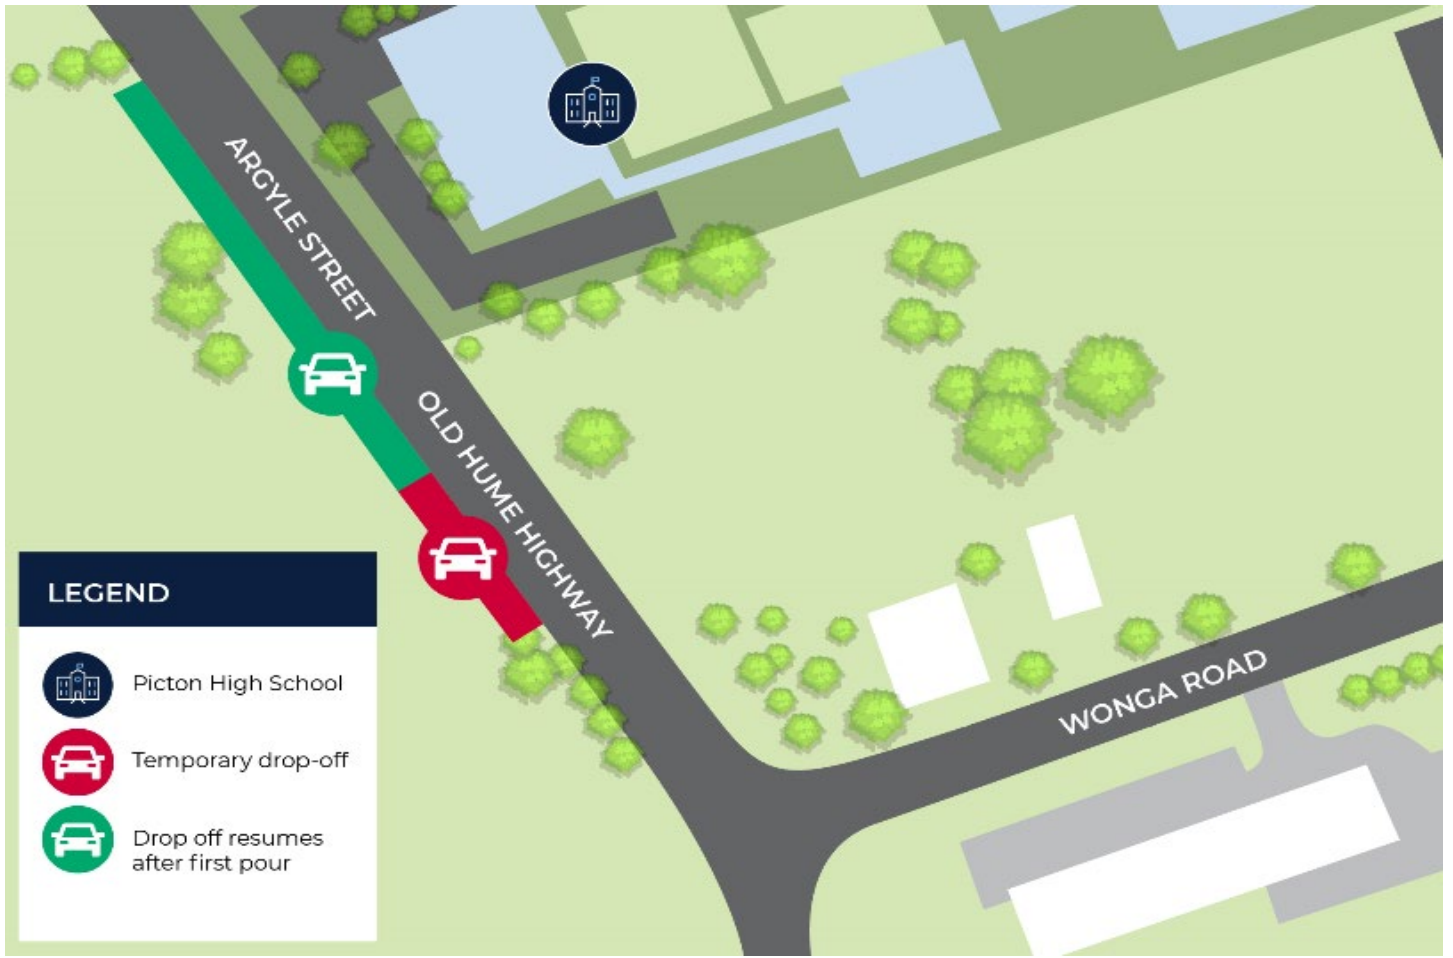 ARGYLE STREET
OLD HUME HIGHWAY
WONGA ROAD
LEGEND
Picton High School
Temporary drop-off
Drop off resumes
after first pour